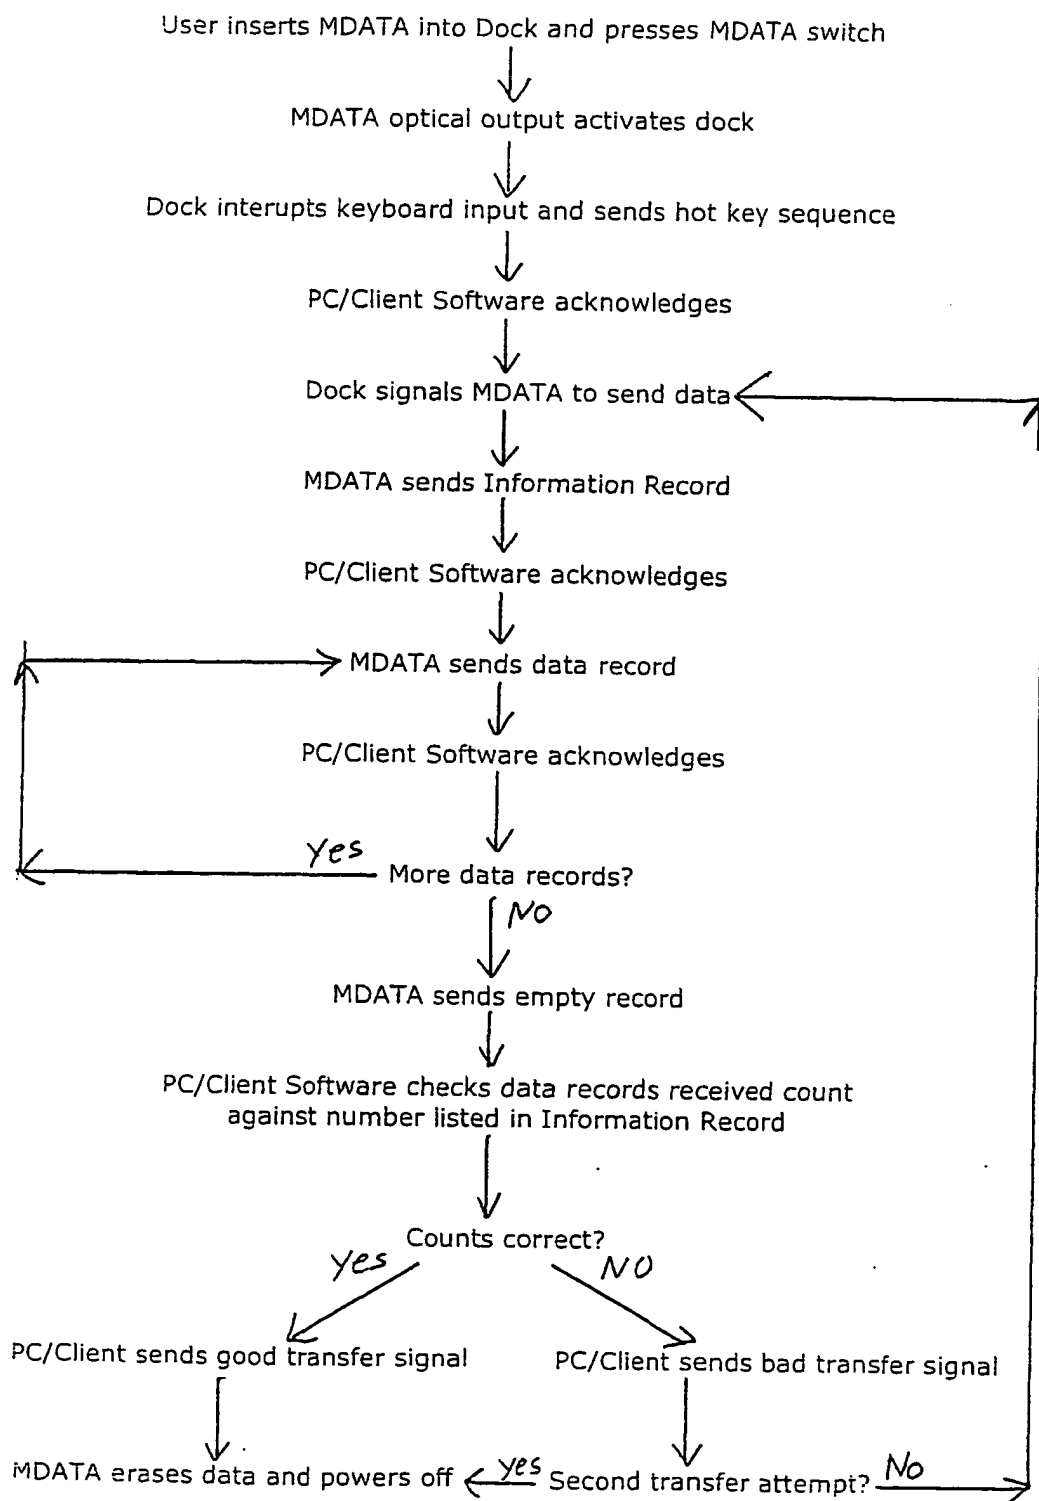 User inserts MDATA into Dock and presses MDATA switch
MDATA optical output activates dock
Dock interupts keyboard input and sends hot key sequence
PC/Client Software acknowledges
Dock signals MDATA to send data
MDATA sends Information Record
PC/Client Software acknowledges
MDATA sends data record
PC/Client Software acknowledges
Yes
More data records?
NO
MDATA sends empty record
PC/Client Software checks data records received count
against number listed in Information Record
Counts correct?
Yes
NO
PC/Client sends good transfer signal
PC/Client sends bad transfer signal
MDATA erases data and powers off
yes
Second transfer attempt?
No